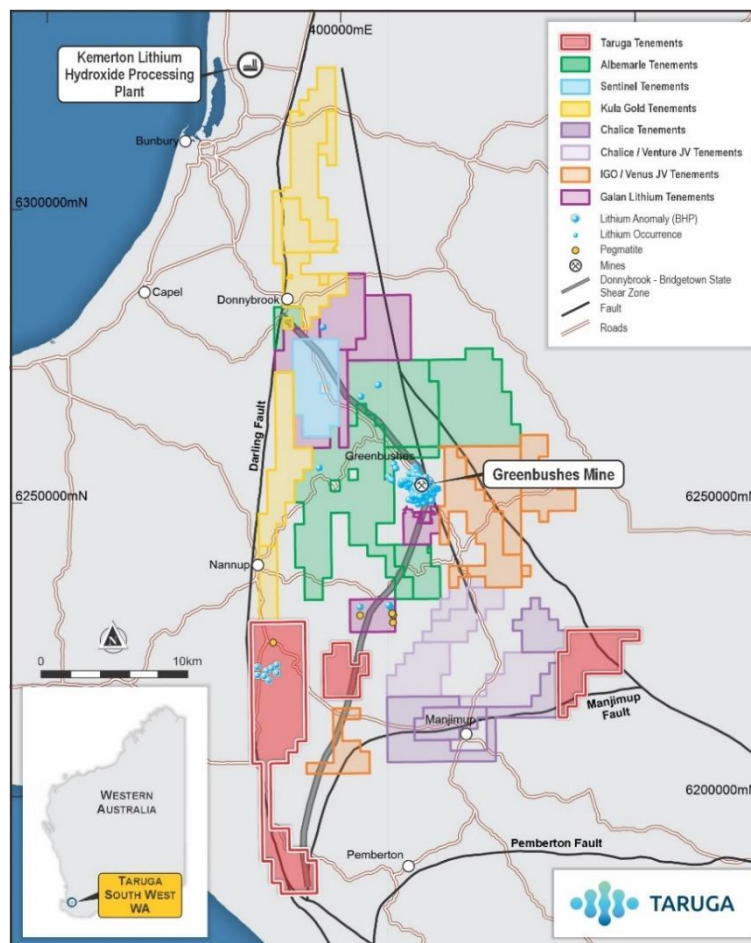 400000mE
Kemerton Lithium
Hydroxide Processing
Plant
Bunbury
6300000mN
Capel
Donnybrook
Darling Fault
Greenbushes
Greenbushes Mine
6250000mN
6250000mN
Nannup
0
10km
Manjimup
Manjimup
Fault
6200000mN
Pemberton
Pemberton Fault
WESTERN
AUSTRALIA
TARUGA
SOUTH WEST
WA
Taruga Tenements
Albemarle Tenements
Sentinel Tenements
Kula Gold Tenements
Chalice Tenements
Chalice / Venture JV Tenements
IGO / Venus JV Tenements
Galan Lithium Tenements
Lithium Anomaly (BHP)
Lithium Occurrence
Pegmatite
Mines
Donnybrook - Bridgetown State
Shear Zone
Fault
Roads
TARUGA